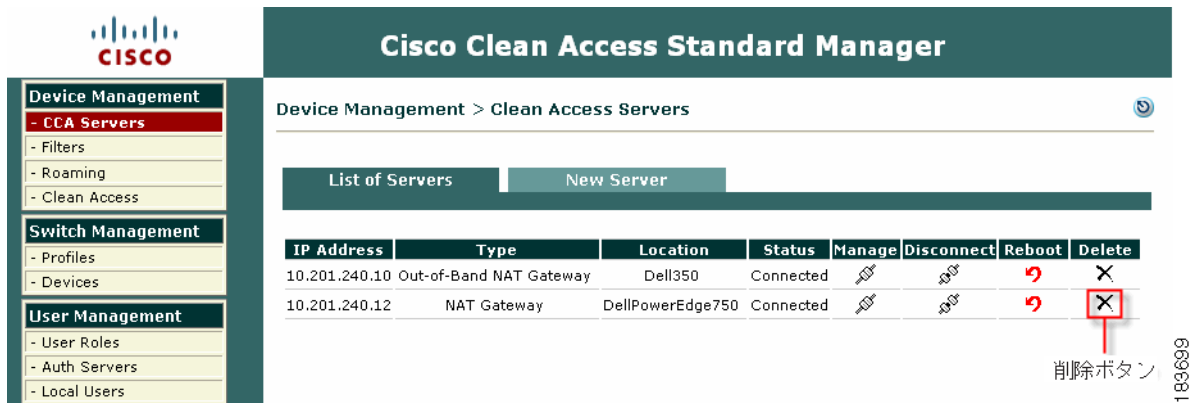 CISCO
Cisco Clean Access Standard Manager
Device Management
- CCA Servers
- Filters
- Roaming
- Clean Access
Switch Management
- Profiles
- Devices
User Management
- User Roles
- Auth Servers
- Local Users
Device Management > Clean Access Servers
List of Servers New Server
IP Address Type Location Status Manage Disconnect Reboot Delete
10.201.240.10 Out-of-Band NAT Gateway Dell350 Connected
10.201.240.12 NAT Gateway DellPowerEdge750 Connected
削除ボタン
183699